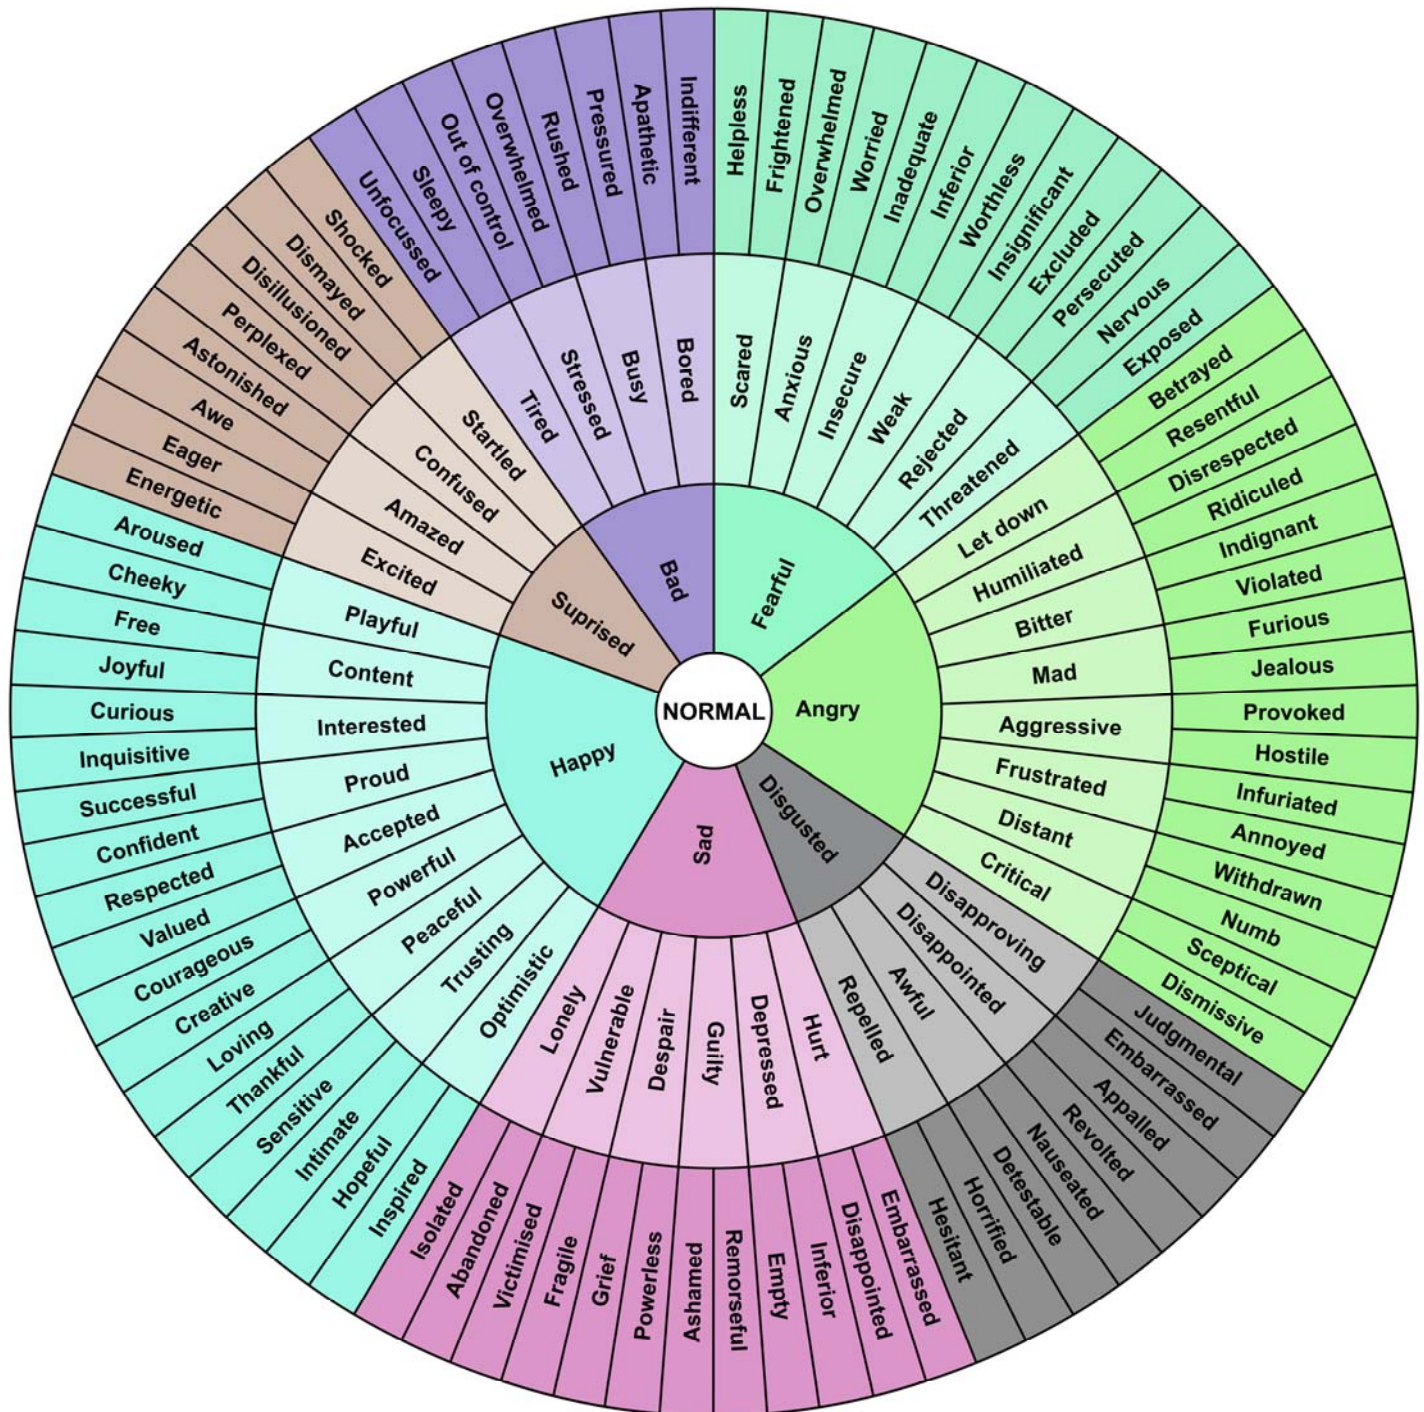 NORMAL
Fearful
Angry
Disgusted
Sad
Happy
Suprised
Bad
Scared
Anxious
Insecure
Weak
Rejected
Threatened
Let down
Humiliated
Bitter
Mad
Aggressive
Frustrated
Distant
Critical
Disapproving
Disappointed
Awful
Repelled
Hurt
Depressed
Guilty
Despair
Vulnerable
Lonely
Optimistic
Trusting
Peaceful
Powerful
Accepted
Proud
Interested
Content
Playful
Excited
Amazed
Confused
Startled
Tired
Stressed
Busy
Bored
Helpless
Frightened
Overwhelmed
Worried
Inadequate
Inferior
Worthless
Insignificant
Excluded
Persecuted
Nervous
Exposed
Betrayed
Resentful
Disrespected
Ridiculed
Indignant
Violated
Furious
Jealous
Provoked
Hostile
Infuriated
Annoyed
Withdrawn
Numb
Sceptical
Dismissive
Judgmental
Embarrassed
Appalled
Revolted
Nauseated
Detestable
Horrified
Hesitant
Embarrassed
Disappointed
Inferior
Empty
Remorseful
Ashamed
Powerless
Grief
Fragile
Victimised
Abandoned
Isolated
Inspired
Hopeful
Intimate
Sensitive
Thankful
Loving
Creative
Courageous
Valued
Respected
Confident
Successful
Inquisitive
Curious
Joyful
Free
Cheeky
Aroused
Energetic
Eager
Awe
Astonished
Perplexed
Disillusioned
Dismayed
Shocked
Unfocussed
Sleepy
Out of control
Overwhelmed
Rushed
Pressured
Apathetic
Indifferent